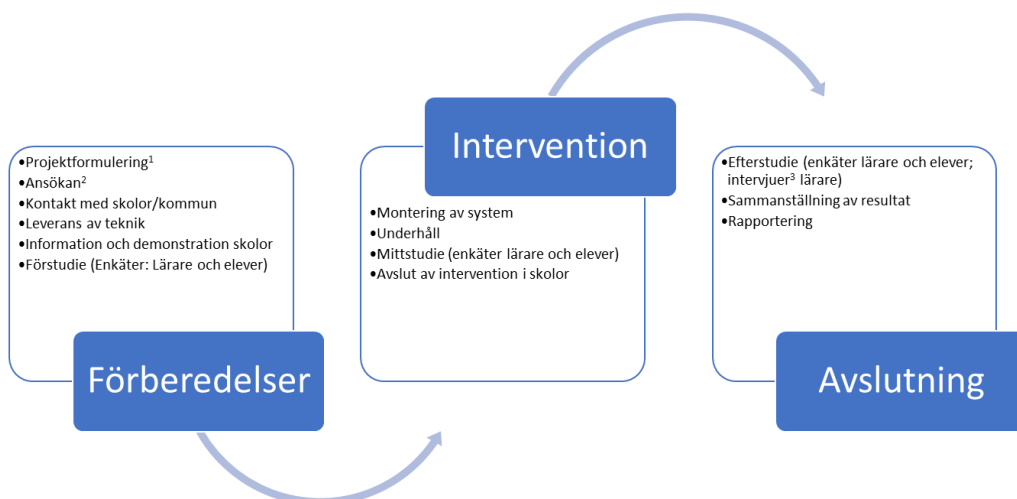 •Projektformulering¹
•Ansökan²
•Kontakt med skolor/kommun
•Leverans av teknik
•Information och demonstration skolor
•Förstudie (Enkäter: Lärare och elever)
Förberedelser
Intervention
•Montering av system
•Underhåll
•Mittstudie (enkäter lärare och elever)
•Avslut av intervention i skolor
•Efterstudie (enkäter lärare och elever;
intervjuer³ lärare)
•Sammanställning av resultat
•Rapportering
Avslutning